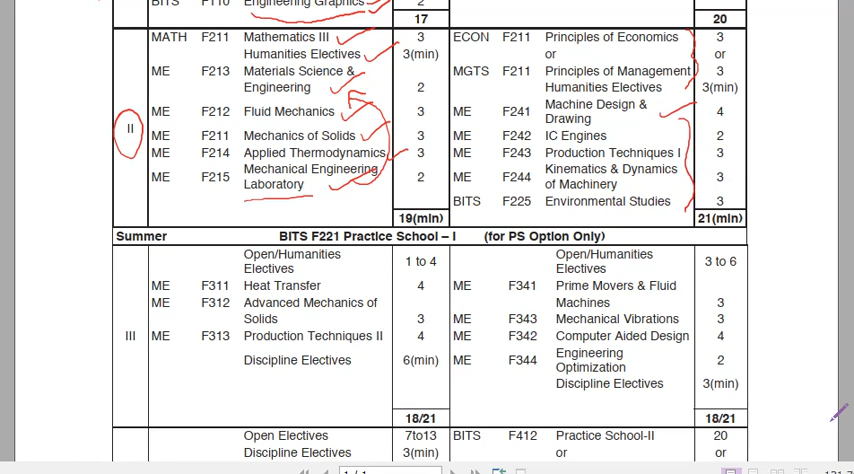 BITS F110 Engineering Graphics 2
17 20
MATH F211 Mathematics III 3 ECON F211 Principles of Economics 3
Humanities Electives 3(min) or or
ME F213 Materials Science & MGTS F211 Principles of Management 3
Engineering 2 Humanities Electives 3(min)
ME F212 Fluid Mechanics 3 ME F241 Machine Design & Drawing 4
II
ME F211 Mechanics of Solids 3 ME F242 IC Engines 2
ME F214 Applied Thermodynamics 3 ME F243 Production Techniques I 3
ME F215 Mechanical Engineering Laboratory 2 ME F244 Kinematics & Dynamics of Machinery 3
BITS F225 Environmental Studies 3
19(min) 21(min)
Summer BITS F221 Practice School – I (for PS Option Only)
Open/Humanities Electives 1 to 4 Open/Humanities Electives 3 to 6
ME F311 Heat Transfer 4 ME F341 Prime Movers & Fluid
ME F312 Advanced Mechanics of Machines 3
Solids 3 ME F343 Mechanical Vibrations 3
III ME F313 Production Techniques II 4 ME F342 Computer Aided Design 4
Discipline Electives 6(min) ME F344 Engineering Optimization 2
Discipline Electives 3(min)
18/21 18/21
Open Electives 7to13 BITS F412 Practice School-II 20
Discipline Electives 3(min) or or
1 / 1